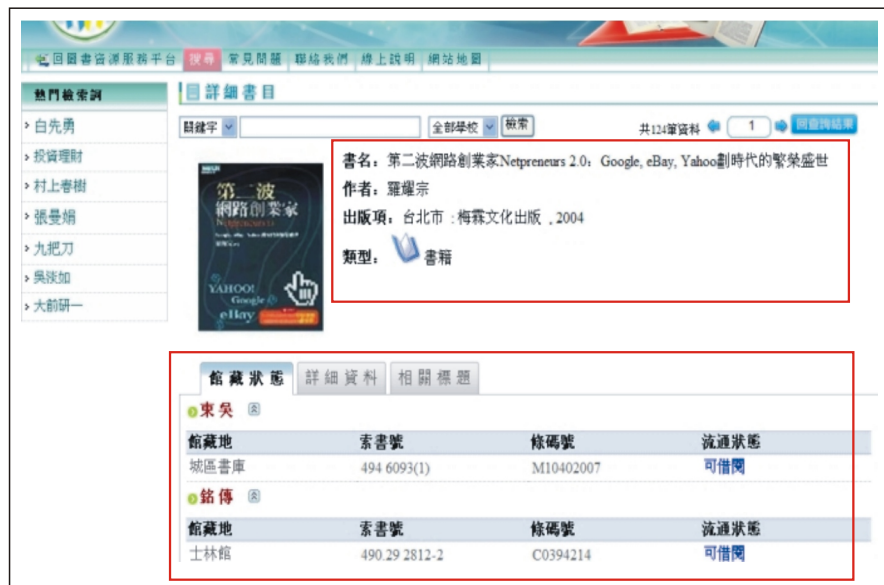 回圖書資源服務平台 搜尋 常見問題 聯絡我們 線上說明 網站地圖
熱門檢索詞
白先勇
投資理財
村上春樹
張曼娟
九把刀
吳淡如
大前研一
詳細書目
關鍵字 全部學校 檢索 共124筆資料 1 回查詢結果
第二波
網路創業家
Netpreneurs
YAHOO!
Google
eBay
書名：第二波網路創業家Netpreneurs 2.0：Google, eBay, Yahoo劃時代的繁榮盛世
作者：羅耀宗
出版項：台北市 : 梅霖文化出版 , 2004
類型： 書籍
館藏狀態 詳細資料 相關標題
東吳
館藏地 索書號 條碼號 流通狀態
城區書庫 494 6093(1) M10402007 可借閱
銘傳
館藏地 索書號 條碼號 流通狀態
士林館 490.29 2812-2 C0394214 可借閱